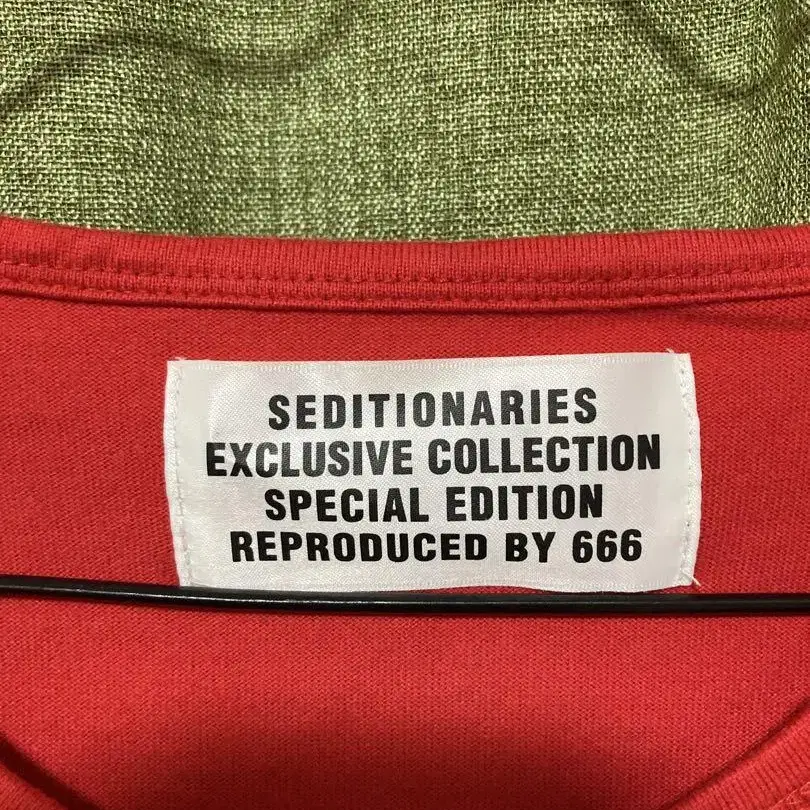 SEDITIONARIES
EXCLUSIVE COLLECTION
SPECIAL EDITION
REPRODUCED BY 666